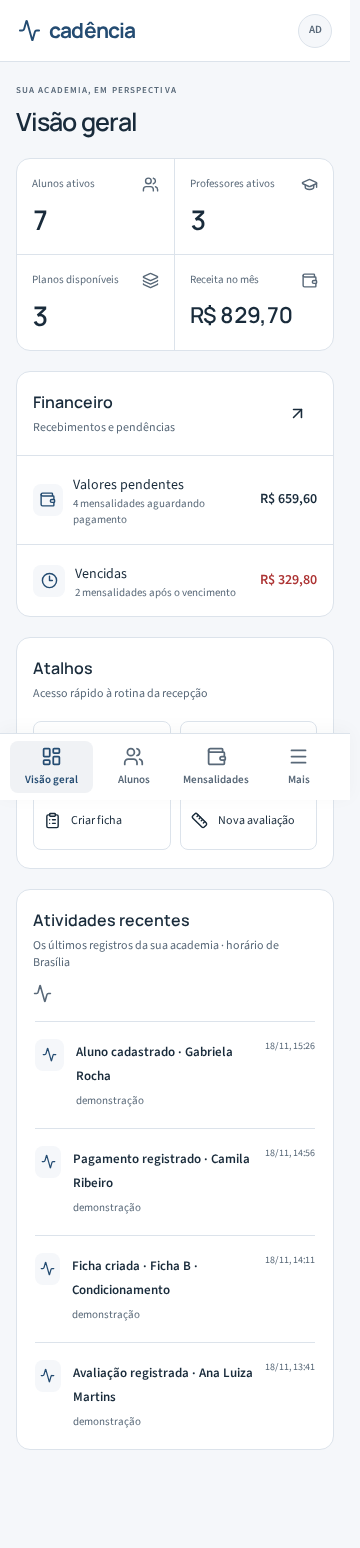 cadência
AD
SUA ACADEMIA, EM PERSPECTIVA
Visão geral
Alunos ativos
7
Professores ativos
3
Planos disponíveis
3
Receita no mês
R$ 829,70
Financeiro
Recebimentos e pendências
Valores pendentes
4 mensalidades aguardando
pagamento
R$ 659,60
Vencidas
2 mensalidades após o vencimento
R$ 329,80
Atalhos
Acesso rápido à rotina da recepção
Visão geral
Alunos
Mensalidades
Mais
Criar ficha
Nova avaliação
Atividades recentes
Os últimos registros da sua academia · horário de
Brasília
Aluno cadastrado · Gabriela
Rocha
demonstração
18/11, 15:26
Pagamento registrado · Camila
Ribeiro
demonstração
18/11, 14:56
Ficha criada · Ficha B ·
Condicionamento
demonstração
18/11, 14:11
Avaliação registrada · Ana Luiza
Martins
demonstração
18/11, 13:41